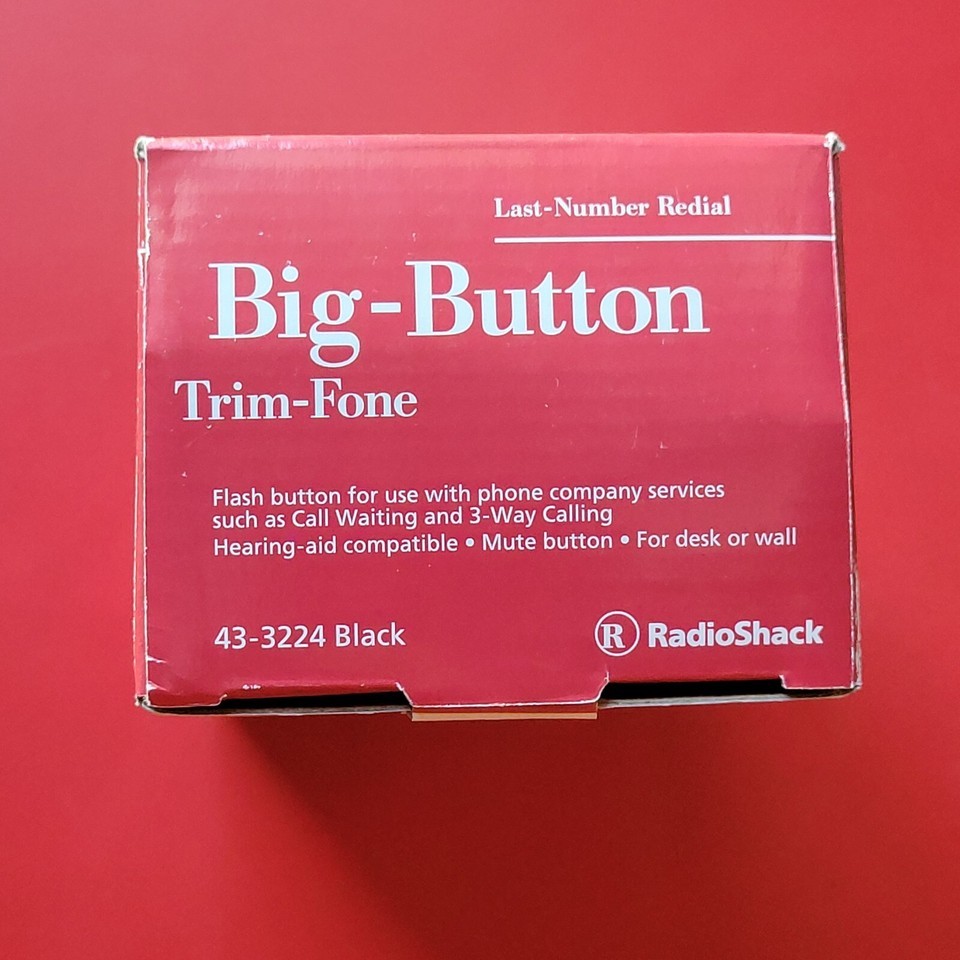 Last-Number Redial
Big-Button
Trim-Fone
Flash button for use with phone company services
such as Call Waiting and 3-Way Calling
Hearing-aid compatible • Mute button • For desk or wall
43-3224 Black
R RadioShack